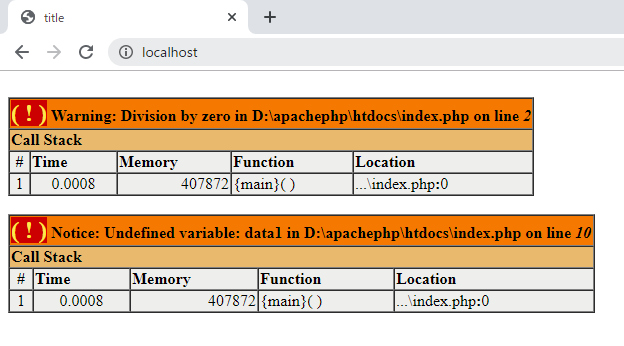 title
localhost
( ! ) Warning: Division by zero in D:\apachephp\htdocs\index.php on line 2
Call Stack
# Time Memory Function Location
1 0.0008 407872 {main}( ) ...\index.php:0
( ! ) Notice: Undefined variable: data1 in D:\apachephp\htdocs\index.php on line 10
Call Stack
# Time Memory Function Location
1 0.0008 407872 {main}( ) ...\index.php:0